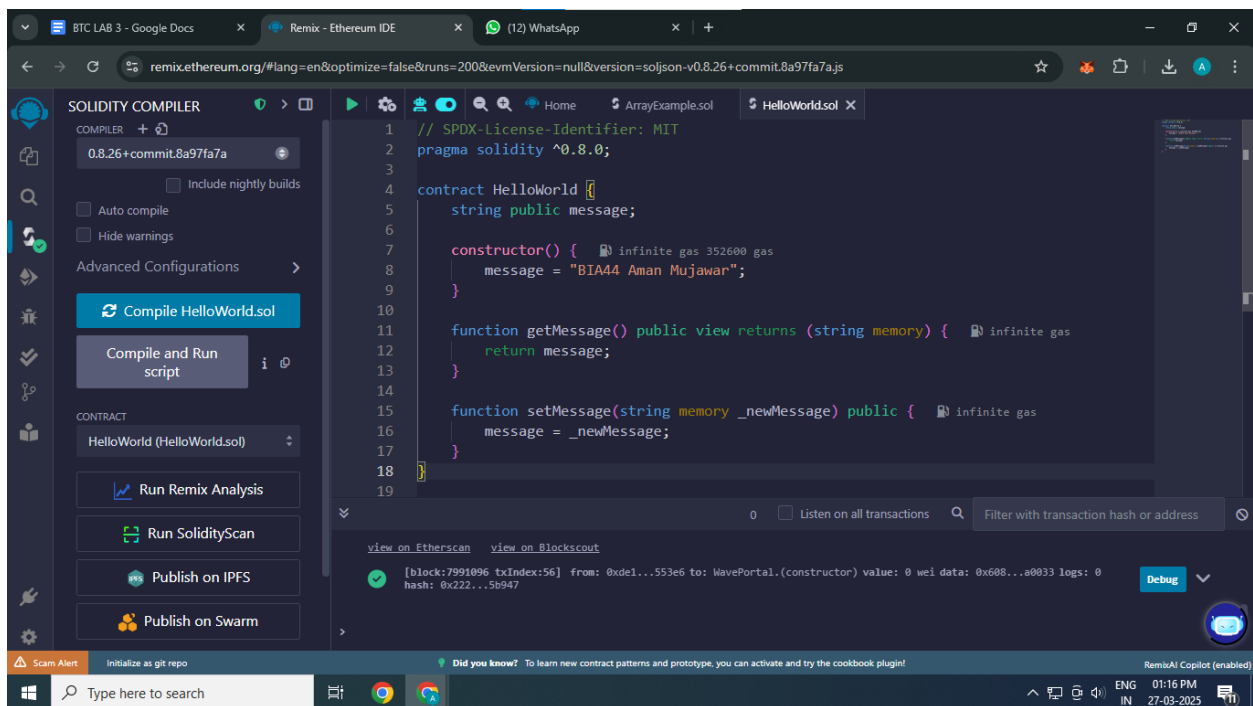 BTC LAB 3 - Google Docs
Remix - Ethereum IDE
(12) WhatsApp
remix.ethereum.org/#lang=en&optimize=false&runs=200&evmVersion=null&version=soljson-v0.8.26+commit.8a97fa7a.js
A
SOLIDITY COMPILER
COMPILER
0.8.26+commit.8a97fa7a
Include nightly builds
Auto compile
Hide warnings
Advanced Configurations
Compile HelloWorld.sol
Compile and Run
script
i
CONTRACT
HelloWorld (HelloWorld.sol)
Run Remix Analysis
Run SolidityScan
Publish on IPFS
Publish on Swarm
Home
ArrayExample.sol
HelloWorld.sol
1 // SPDX-License-Identifier: MIT
2 pragma solidity ^0.8.0;
3
4 contract HelloWorld {
5 string public message;
6
7 constructor() { infinite gas 352600 gas
8 message = "BIA44 Aman Mujawar";
9 }
10
11 function getMessage() public view returns (string memory) { infinite gas
12 return message;
13 }
14
15 function setMessage(string memory _newMessage) public { infinite gas
16 message = _newMessage;
17 }
18 }
19
0 Listen on all transactions Filter with transaction hash or address
view on Etherscan view on Blockscout
[block:7991096 txIndex:56] from: 0xde1...553e6 to: WavePortal.(constructor) value: 0 wei data: 0x608...a0033 logs: 0
hash: 0x222...5b947
Debug
>
Scam Alert Initialize as git repo Did you know? To learn new contract patterns and prototype, you can activate and try the cookbook plugin! RemixAI Copilot (enabled)
Type here to search
ENG
IN
01:16 PM
27-03-2025
11